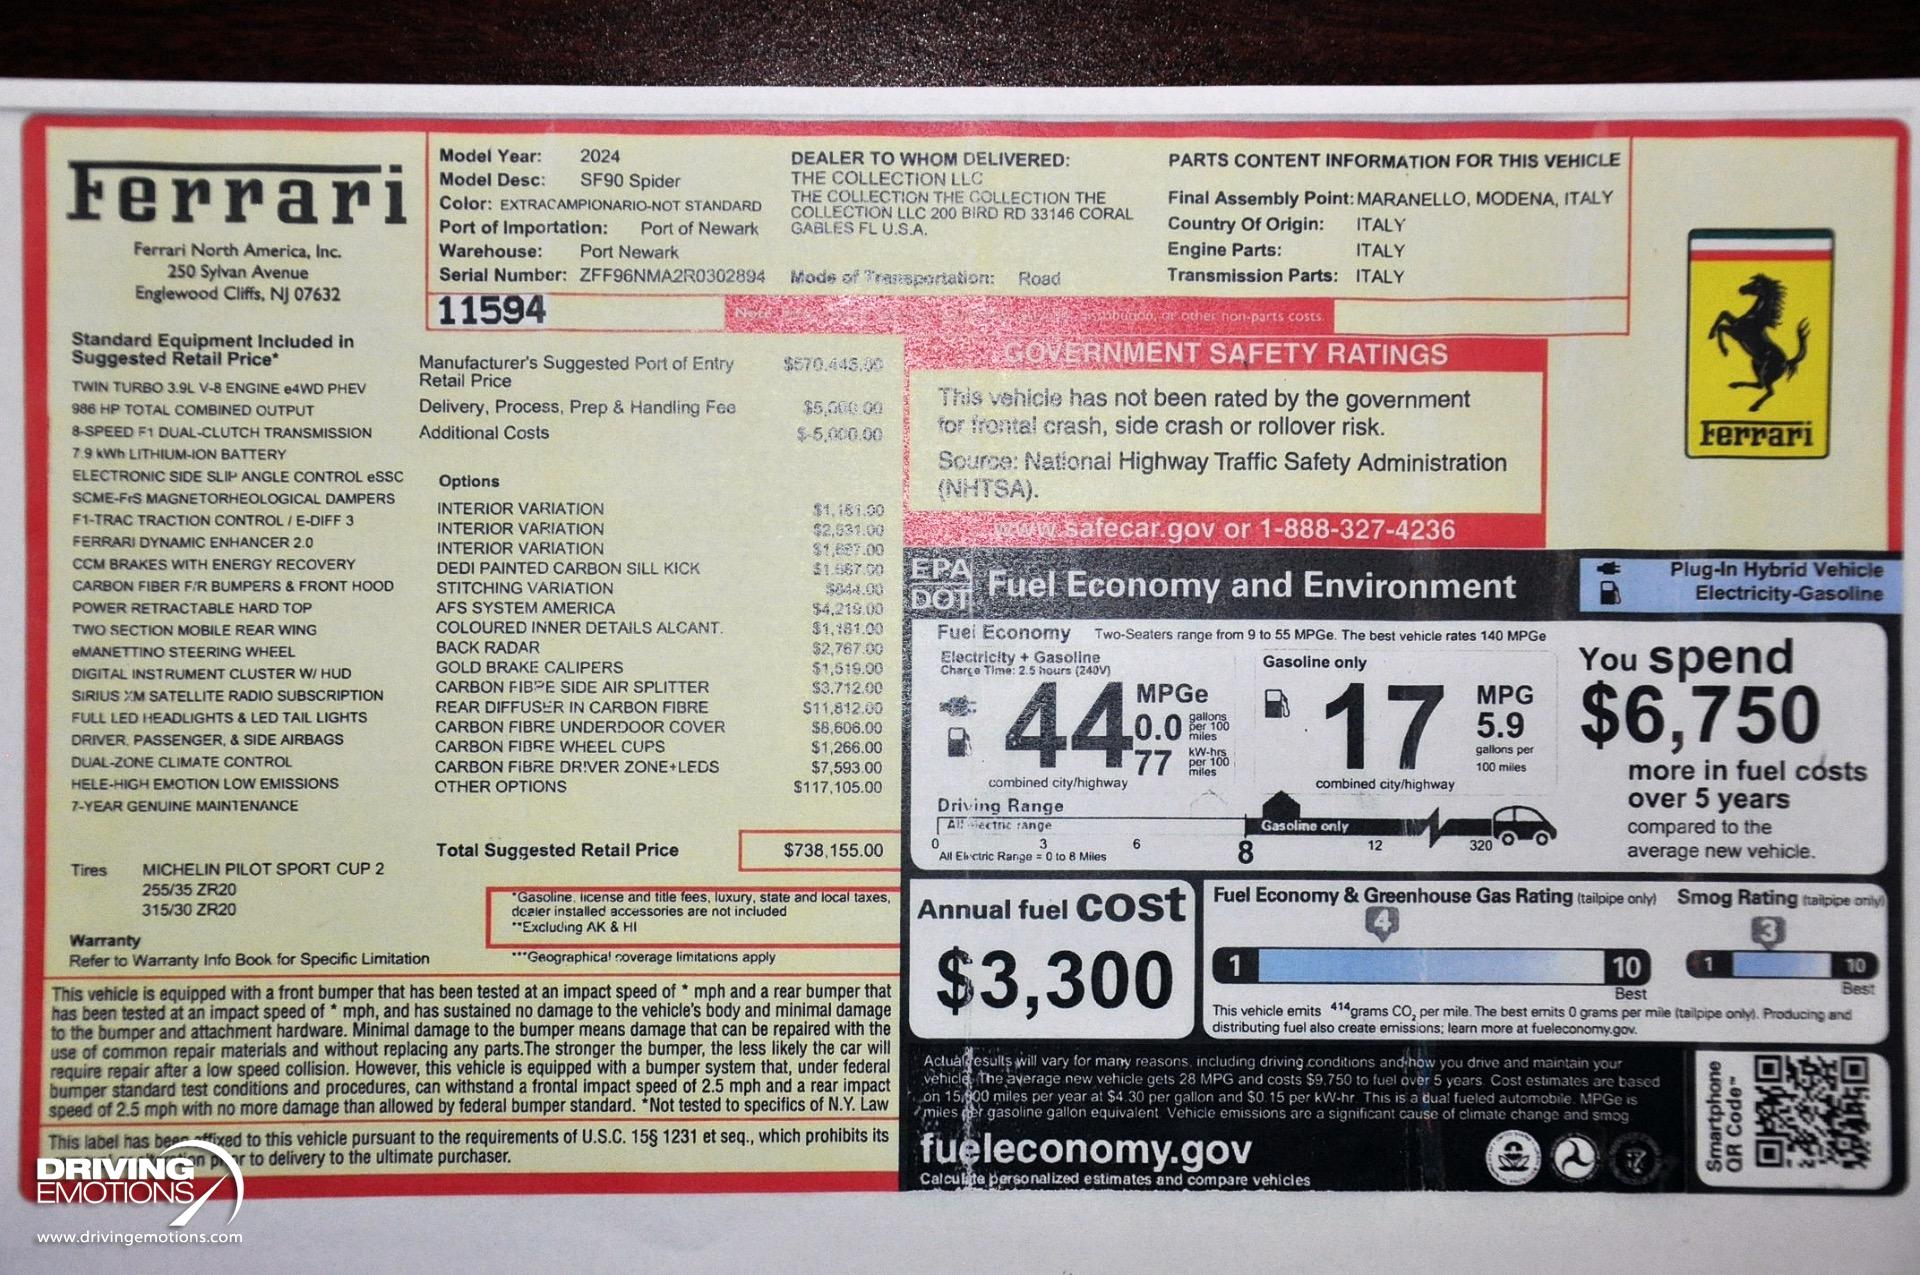 Ferrari
Ferrari North America, Inc.
250 Sylvan Avenue
Englewood Cliffs, NJ 07632
Model Year: 2024
Model Desc: SF90 Spider
Color: EXTRACAMPIONARIO-NOT STANDARD
Port of Importation: Port of Newark
Warehouse: Port Newark
Serial Number: ZFF96NMA2R0302894
DEALER TO WHOM DELIVERED:
THE COLLECTION LLC
THE COLLECTION THE COLLECTION THE
COLLECTION LLC 200 BIRD RD 33146 CORAL
GABLES FL U.S.A.
Mode of Transportation: Road
PARTS CONTENT INFORMATION FOR THIS VEHICLE
Final Assembly Point: MARANELLO, MODENA, ITALY
Country Of Origin: ITALY
Engine Parts: ITALY
Transmission Parts: ITALY
11594
distribution, or other non-parts costs.
Ferrari
Standard Equipment Included in
Suggested Retail Price*
TWIN TURBO 3.9L V-8 ENGINE e4WD PHEV
986 HP TOTAL COMBINED OUTPUT
8-SPEED F1 DUAL-CLUTCH TRANSMISSION
7.9 kWh LITHIUM-ION BATTERY
ELECTRONIC SIDE SLIP ANGLE CONTROL eSSC
SCME-FrS MAGNETORHEOLOGICAL DAMPERS
F1-TRAC TRACTION CONTROL / E-DIFF 3
FERRARI DYNAMIC ENHANCER 2.0
CCM BRAKES WITH ENERGY RECOVERY
CARBON FIBER F/R BUMPERS & FRONT HOOD
POWER RETRACTABLE HARD TOP
TWO SECTION MOBILE REAR WING
eMANETTINO STEERING WHEEL
DIGITAL INSTRUMENT CLUSTER W/ HUD
SIRIUS XM SATELLITE RADIO SUBSCRIPTION
FULL LED HEADLIGHTS & LED TAIL LIGHTS
DRIVER, PASSENGER, & SIDE AIRBAGS
DUAL-ZONE CLIMATE CONTROL
HELE-HIGH EMOTION LOW EMISSIONS
7-YEAR GENUINE MAINTENANCE
Tires MICHELIN PILOT SPORT CUP 2
255/35 ZR20
315/30 ZR20
Warranty
Refer to Warranty Info Book for Specific Limitation
Manufacturer's Suggested Port of Entry $570,445.00
Retail Price
Delivery, Process, Prep & Handling Fee $5,000.00
Additional Costs $-5,000.00
Options
INTERIOR VARIATION $1,181.00
INTERIOR VARIATION $2,531.00
INTERIOR VARIATION $1,687.00
DEDI PAINTED CARBON SILL KICK $1,687.00
STITCHING VARIATION $844.00
AFS SYSTEM AMERICA $4,219.00
COLOURED INNER DETAILS ALCANT. $1,181.00
BACK RADAR $2,767.00
GOLD BRAKE CALIPERS $1,519.00
CARBON FIBRE SIDE AIR SPLITTER $3,712.00
REAR DIFFUSER IN CARBON FIBRE $11,812.00
CARBON FIBRE UNDERDOOR COVER $8,606.00
CARBON FIBRE WHEEL CUPS $1,266.00
CARBON FIBRE DRIVER ZONE+LEDS $7,593.00
OTHER OPTIONS $117,105.00
Total Suggested Retail Price $738,155.00
*Gasoline, license and title fees, luxury, state and local taxes,
dealer installed accessories are not included
**Excluding AK & HI
***Geographical coverage limitations apply
This vehicle is equipped with a front bumper that has been tested at an impact speed of * mph and a rear bumper that
has been tested at an impact speed of * mph, and has sustained no damage to the vehicle's body and minimal damage
to the bumper and attachment hardware. Minimal damage to the bumper means damage that can be repaired with the
use of common repair materials and without replacing any parts.The stronger the bumper, the less likely the car will
require repair after a low speed collision. However, this vehicle is equipped with a bumper system that, under federal
bumper standard test conditions and procedures, can withstand a frontal impact speed of 2.5 mph and a rear impact
speed of 2.5 mph with no more damage than allowed by federal bumper standard. *Not tested to specifics of N.Y. Law
This label has been affixed to this vehicle pursuant to the requirements of U.S.C. 15§ 1231 et seq., which prohibits its
or alteration prior to delivery to the ultimate purchaser.
GOVERNMENT SAFETY RATINGS
This vehicle has not been rated by the government
for frontal crash, side crash or rollover risk.
Source: National Highway Traffic Safety Administration
(NHTSA).
www.safecar.gov or 1-888-327-4236
EPA
DOT
Fuel Economy and Environment
Plug-In Hybrid Vehicle
Electricity-Gasoline
Fuel Economy Two-Seaters range from 9 to 55 MPGe. The best vehicle rates 140 MPGe
Electricity + Gasoline
Charge Time: 2.5 hours (240V)
44 MPGe
0.0 gallons per 100 miles
77 kW-hrs per 100 miles
combined city/highway
Gasoline only
17 MPG
5.9
gallons per
100 miles
combined city/highway
You spend
$6,750
more in fuel costs
over 5 years
compared to the
average new vehicle.
Driving Range
All electric range Gasoline only
0 3 6 8 12 320
All Electric Range = 0 to 8 Miles
Annual fuel cost
$3,300
Fuel Economy & Greenhouse Gas Rating (tailpipe only)
4
1 10
Best
Smog Rating (tailpipe only)
3
1 10
Best
This vehicle emits 414 grams CO2 per mile. The best emits 0 grams per mile (tailpipe only). Producing and
distributing fuel also create emissions; learn more at fueleconomy.gov.
Actual results will vary for many reasons, including driving conditions and how you drive and maintain your
vehicle. The average new vehicle gets 28 MPG and costs $9,750 to fuel over 5 years. Cost estimates are based
on 15,000 miles per year at $4.30 per gallon and $0.15 per kW-hr. This is a dual fueled automobile. MPGe is
miles per gasoline gallon equivalent. Vehicle emissions are a significant cause of climate change and smog
fueleconomy.gov
Calculate personalized estimates and compare vehicles
Smartphone
QR Code™
DRIVING
EMOTIONS
www.drivingemotions.com